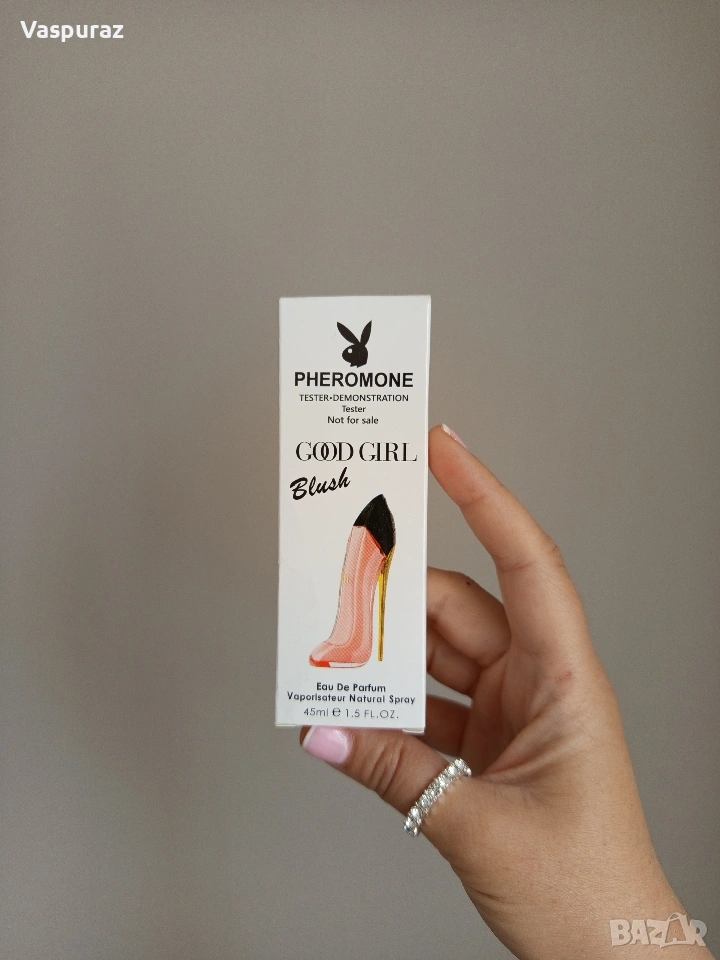 Vaspuraz
PHEROMONE
TESTER•DEMONSTRATION
Tester
Not for sale
GOOD GIRL
Blush
Eau De Parfum
Vaporisateur Natural Spray
45ml ℮ 1.5 FL.OZ.
BAZAR